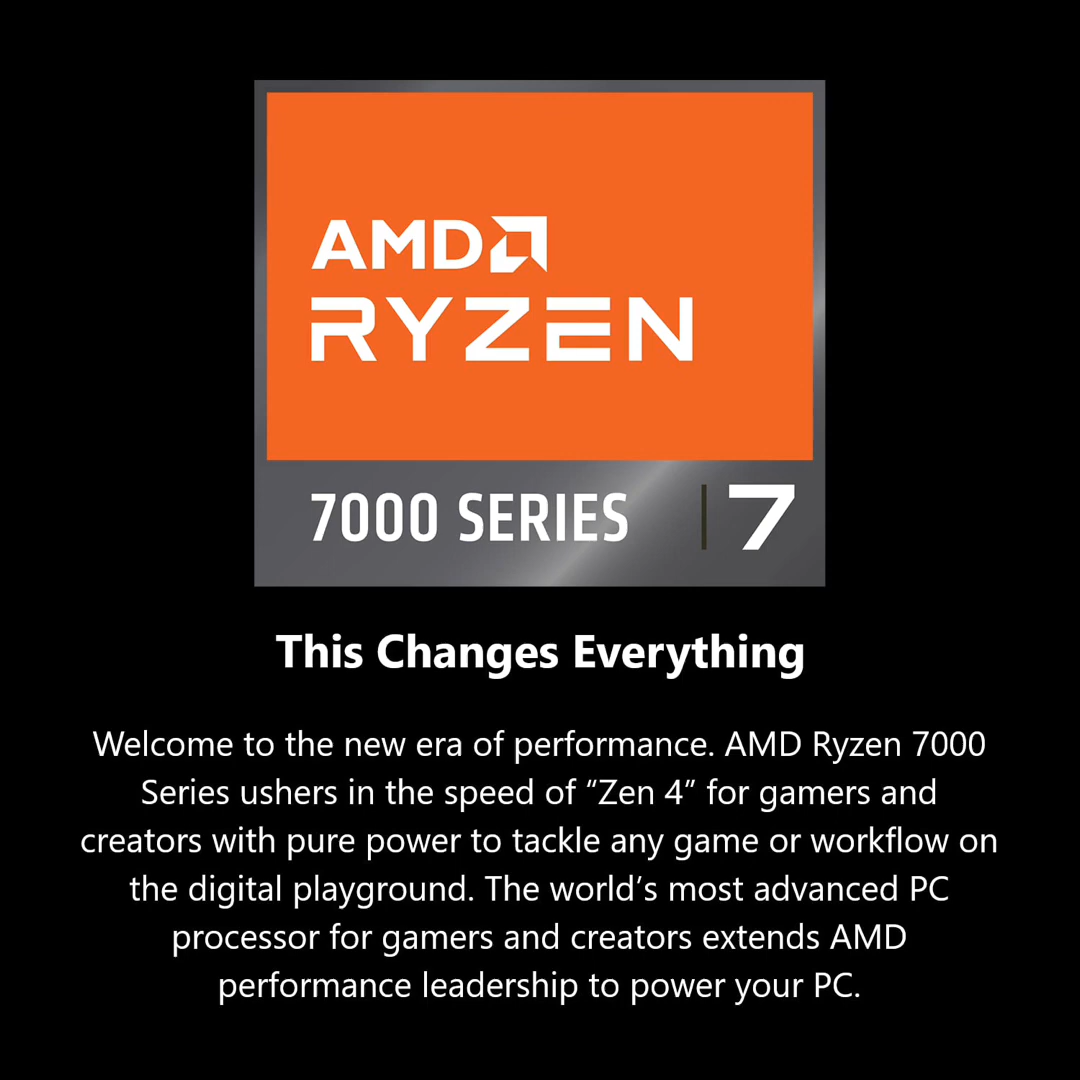 AMD
RYZEN
7000 SERIES | 7
This Changes Everything
Welcome to the new era of performance. AMD Ryzen 7000
Series ushers in the speed of “Zen 4” for gamers and
creators with pure power to tackle any game or workflow on
the digital playground. The world’s most advanced PC
processor for gamers and creators extends AMD
performance leadership to power your PC.